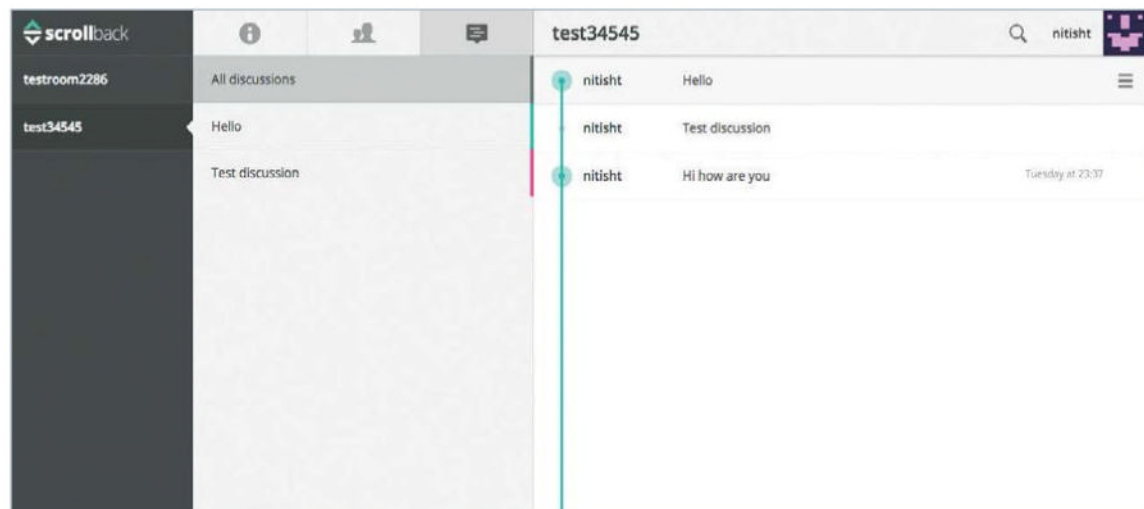 scrollback
test34545
nitisht
testroom2286
test34545
All discussions
Hello
Test discussion
nitisht Hello
nitisht Test discussion
nitisht Hi how are you Tuesday at 23:37